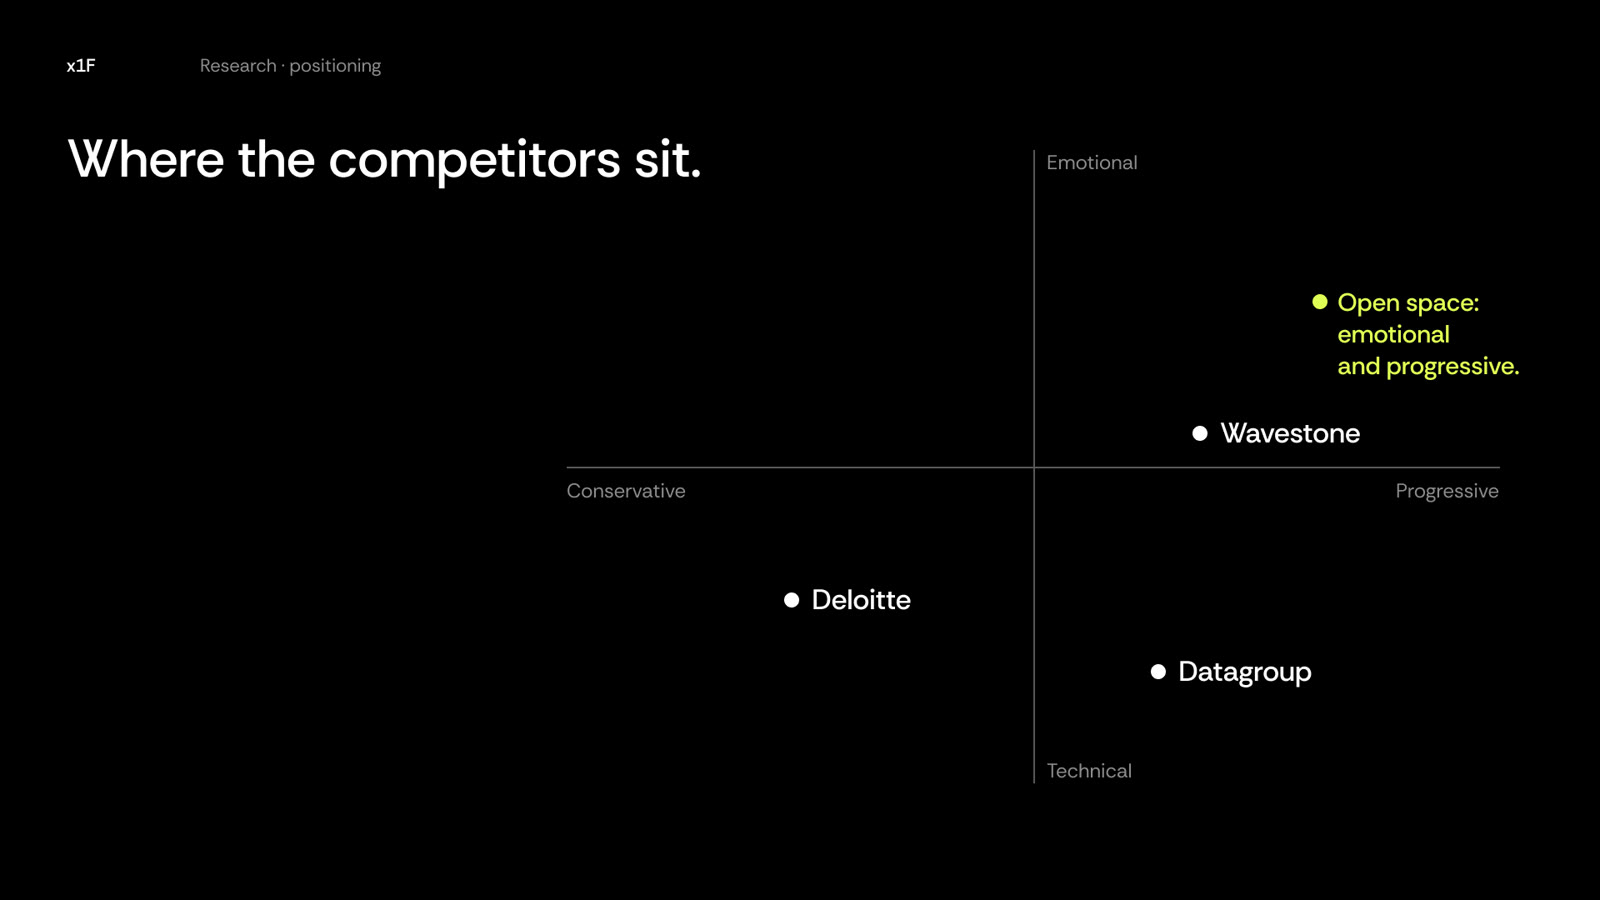 x1F
Research · positioning
Where the competitors sit.
Emotional
Open space:
emotional
and progressive.
Wavestone
Conservative
Progressive
Deloitte
Datagroup
Technical